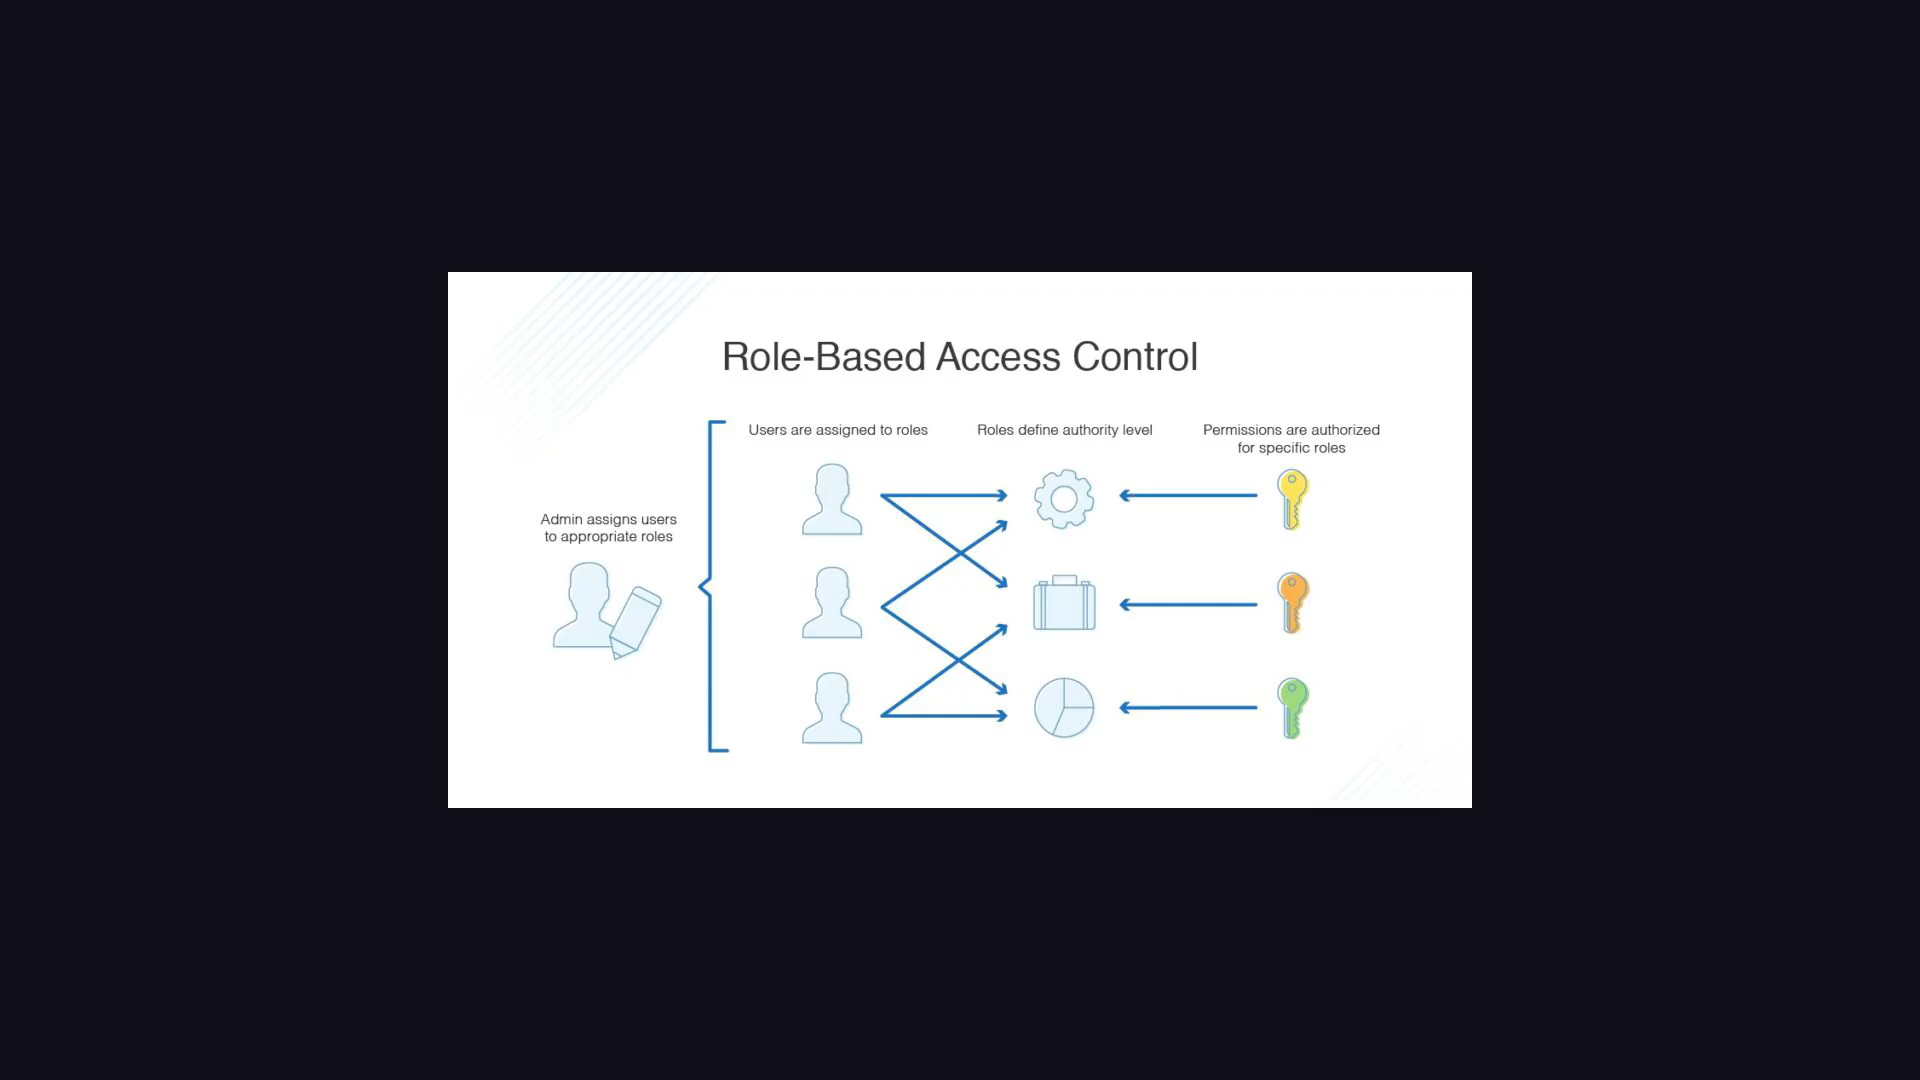 Role-Based Access Control
Users are assigned to roles
Roles define authority level
Permissions are authorized
for specific roles
Admin assigns users
to appropriate roles